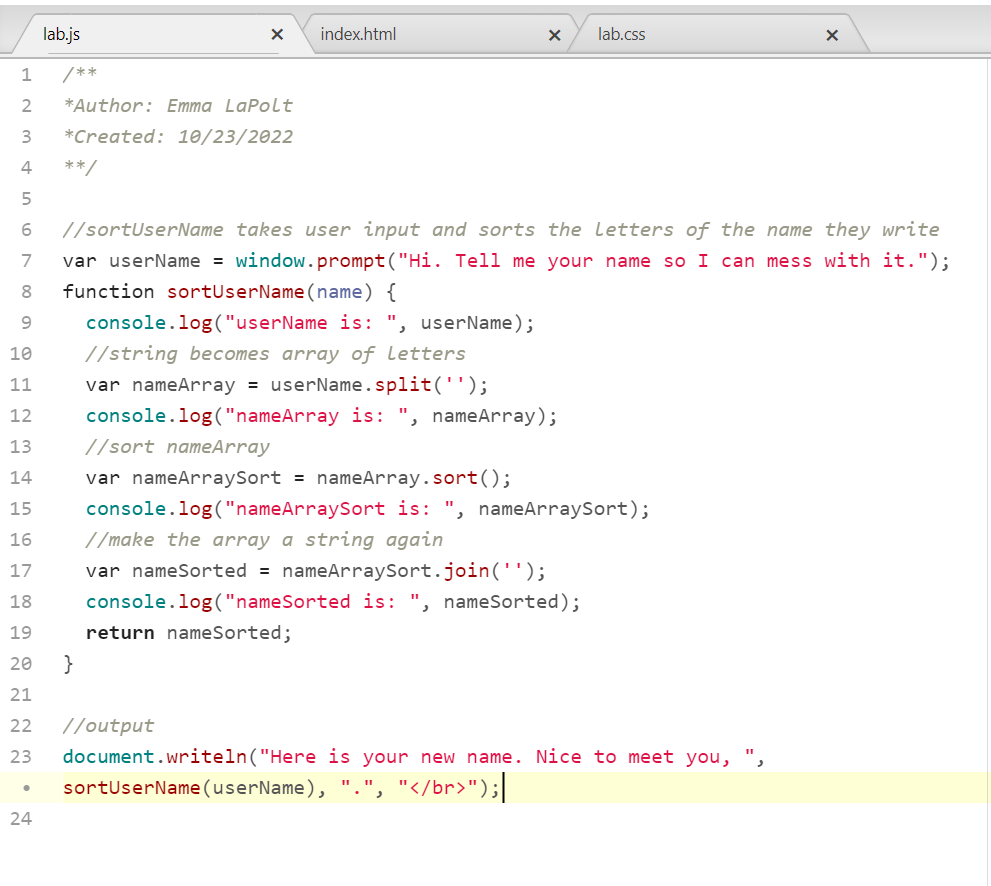 lab.js × index.html × lab.css ×
1 /**
2 *Author: Emma LaPolt
3 *Created: 10/23/2022
4 **/
5
6 //sortUserName takes user input and sorts the letters of the name they write
7 var userName = window.prompt("Hi. Tell me your name so I can mess with it.");
8 function sortUserName(name) {
9   console.log("userName is: ", userName);
10   //string becomes array of letters
11   var nameArray = userName.split('');
12   console.log("nameArray is: ", nameArray);
13   //sort nameArray
14   var nameArraySort = nameArray.sort();
15   console.log("nameArraySort is: ", nameArraySort);
16   //make the array a string again
17   var nameSorted = nameArraySort.join('');
18   console.log("nameSorted is: ", nameSorted);
19   return nameSorted;
20 }
21
22 //output
23 document.writeln("Here is your new name. Nice to meet you, ",
• sortUserName(userName), ".", "</br>");
24